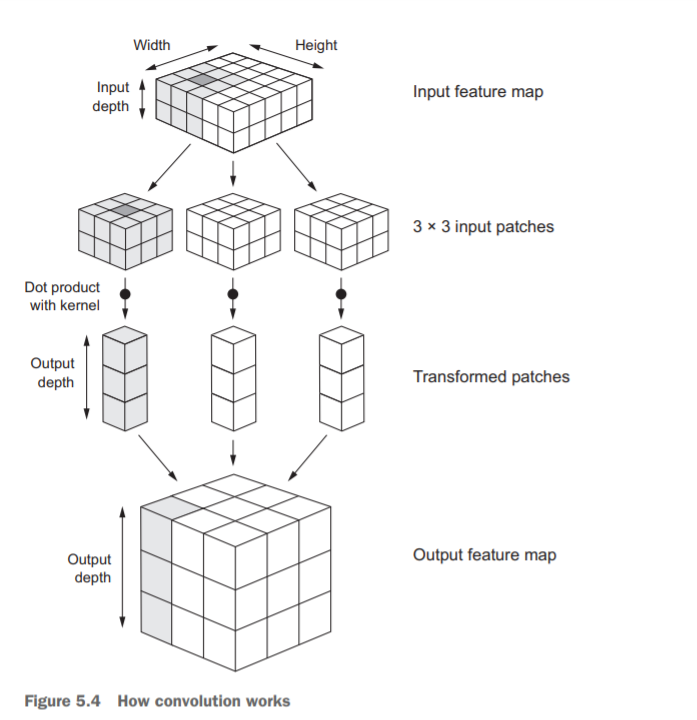 Width
Height
Input
depth
Input feature map
3 × 3 input patches
Dot product
with kernel
Output
depth
Transformed patches
Output
depth
Output feature map
Figure 5.4 How convolution works